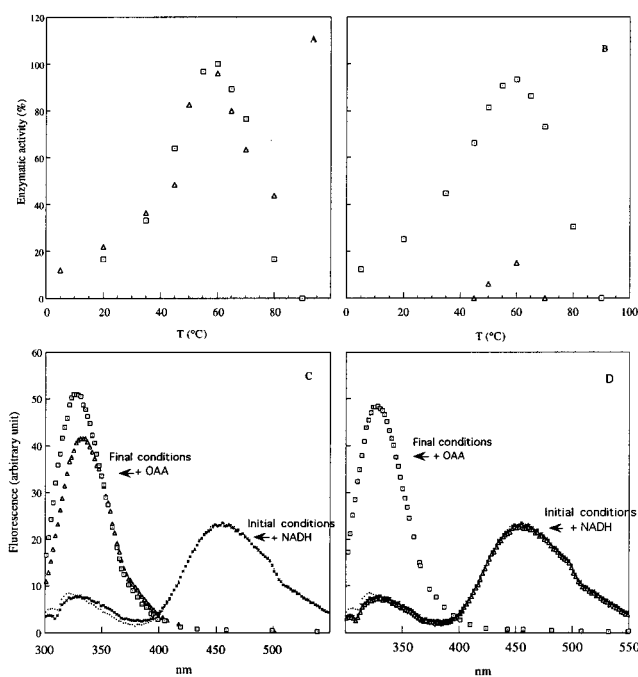 A
B
Enzymatic activity (%)
120
100
80
60
40
20
0
0 20 40 60 80
T (°C)
0 20 40 60 80 100
T (°C)
C
D
Fluorescence (arbitrary unit)
60
50
40
30
20
10
0
Final conditions
+ OAA
Initial conditions
+ NADH
Final conditions
+ OAA
Initial conditions
+ NADH
300 350 400 450 500
nm
350 400 450 500 550
nm